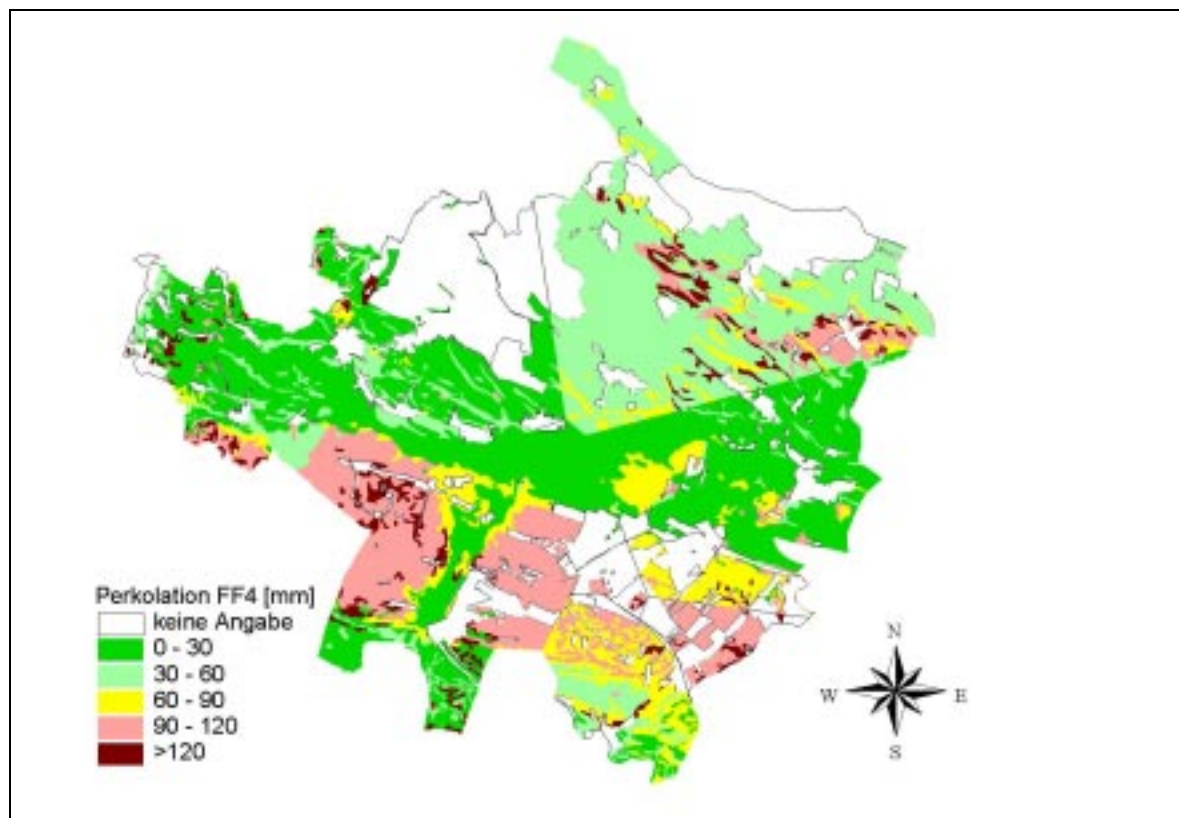 Perkolation FF4 [mm]
keine Angabe
0 - 30
30 - 60
60 - 90
90 - 120
>120
N
W E
S